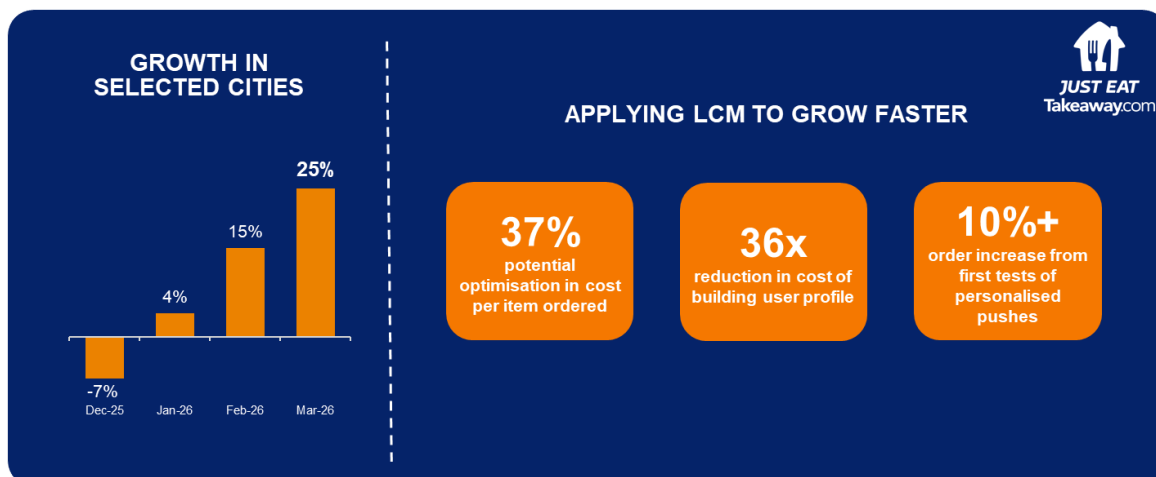 GROWTH IN
SELECTED CITIES
25%
15%
4%
-7%
Dec-25 Jan-26 Feb-26 Mar-26
JUST EAT
Takeaway.com
APPLYING LCM TO GROW FASTER
37%
potential
optimisation in cost
per item ordered
36x
reduction in cost of
building user profile
10%+
order increase from
first tests of
personalised
pushes